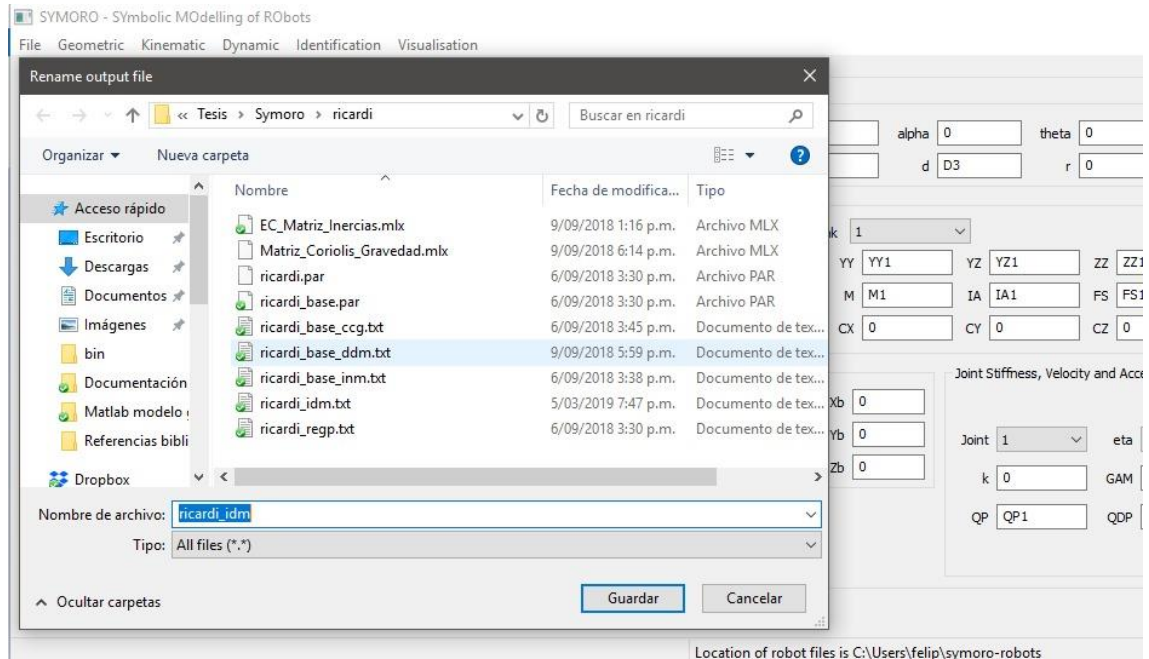 SYMORO - SYmbolic MOdelling of RObots
File Geometric Kinematic Dynamic Identification Visualisation
Rename output file
« Tesis > Symoro > ricardi
Buscar en ricardi
Organizar Nueva carpeta
Nombre Fecha de modifica... Tipo
Acceso rápido
Escritorio
Descargas
Documentos
Imágenes
bin
Documentación
Matlab modelo
Referencias bibli
Dropbox
EC_Matriz_Inercias.mlx 9/09/2018 1:16 p.m. Archivo MLX
Matriz_Coriolis_Gravedad.mlx 9/09/2018 6:14 p.m. Archivo MLX
ricardi.par 6/09/2018 3:30 p.m. Archivo PAR
ricardi_base.par 6/09/2018 3:30 p.m. Archivo PAR
ricardi_base_ccg.txt 6/09/2018 3:45 p.m. Documento de tex...
ricardi_base_ddm.txt 9/09/2018 5:59 p.m. Documento de tex...
ricardi_base_inm.txt 6/09/2018 3:38 p.m. Documento de tex...
ricardi_idm.txt 5/03/2019 7:47 p.m. Documento de tex...
ricardi_regp.txt 6/09/2018 3:30 p.m. Documento de tex...
Nombre de archivo: ricardi_idm
Tipo: All files (*.*)
Ocultar carpetas
Guardar Cancelar
alpha 0 theta 0
d D3 r 0
1
YY YY1 YZ YZ1 ZZ ZZ1
M M1 IA IA1 FS FS1
CX 0 CY 0 CZ 0
Joint Stiffness, Velocity and Acce
Xb 0
Yb 0
Zb 0
Joint 1 eta
k 0 GAM
QP QP1 QDP
Location of robot files is C:\Users\felip\symoro-robots